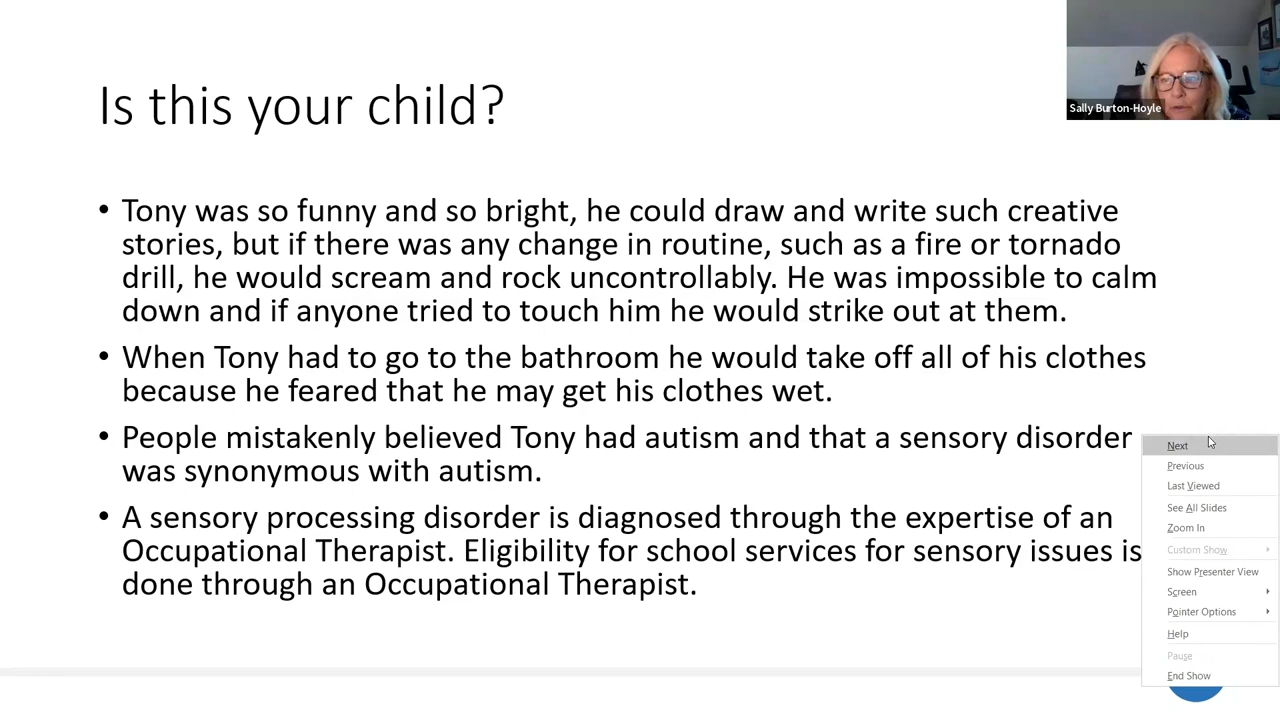 Is this your child?
Sally Burton-Hoyle
• Tony was so funny and so bright, he could draw and write such creative
stories, but if there was any change in routine, such as a fire or tornado
drill, he would scream and rock uncontrollably. He was impossible to calm
down and if anyone tried to touch him he would strike out at them.
• When Tony had to go to the bathroom he would take off all of his clothes
because he feared that he may get his clothes wet.
• People mistakenly believed Tony had autism and that a sensory disorder
was synonymous with autism.
• A sensory processing disorder is diagnosed through the expertise of an
Occupational Therapist. Eligibility for school services for sensory issues is
done through an Occupational Therapist.
Next
Previous
Last Viewed
See All Slides
Zoom In
Custom Show
Show Presenter View
Screen
Pointer Options
Help
Pause
End Show